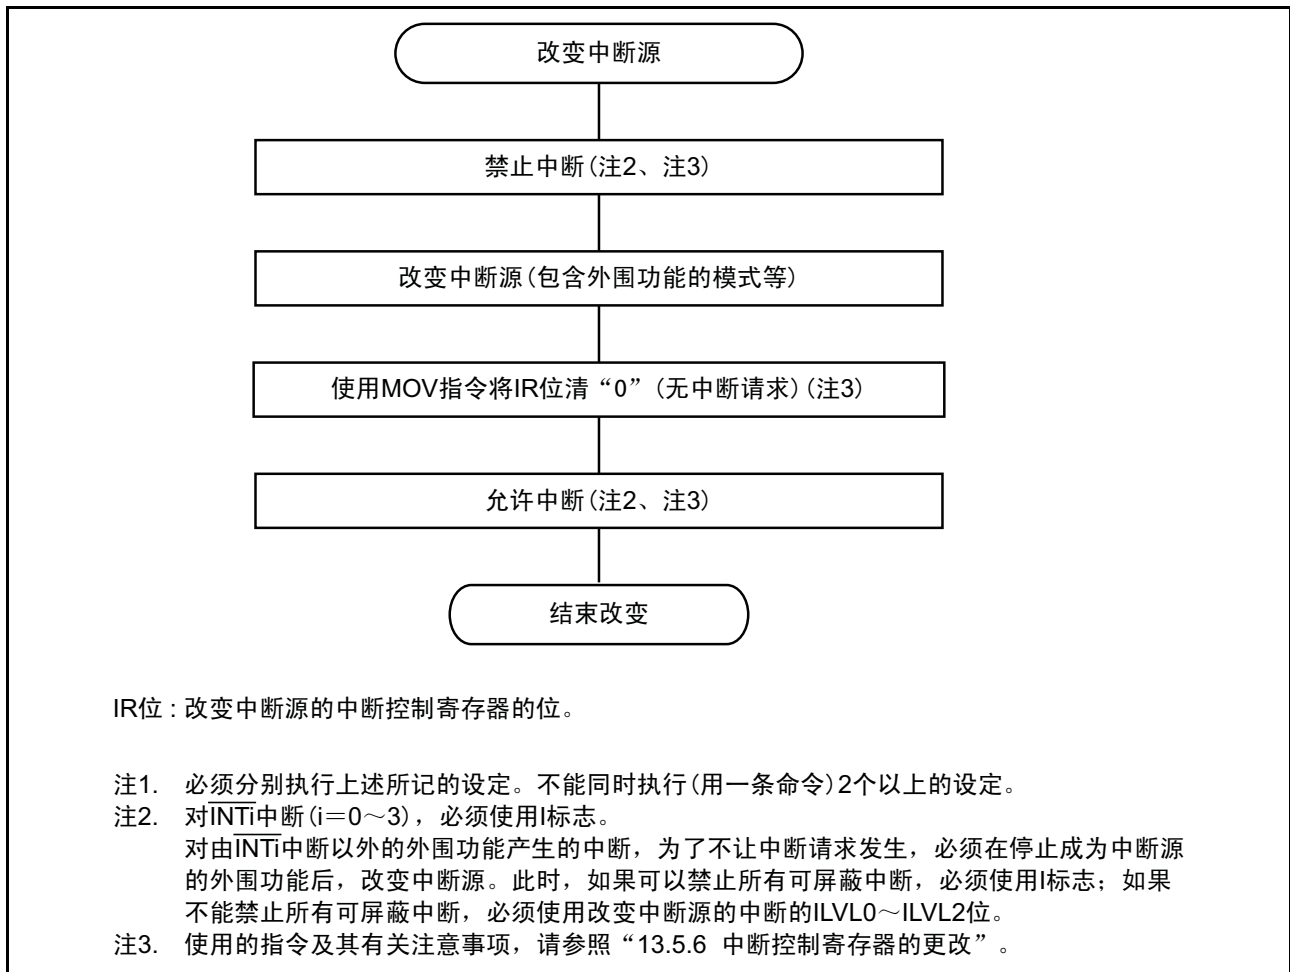 改变中断源
禁止中断(注2、注3)
改变中断源(包含外围功能的模式等)
使用MOV指令将IR位清“0”(无中断请求)(注3)
允许中断(注2、注3)
结束改变
IR位 : 改变中断源的中断控制寄存器的位。
注1. 必须分别执行上述所记的设定。不能同时执行(用一条命令)2个以上的设定。
注2. 对I̅N̅T̅i̅中断(i=0～3)，必须使用I标志。
对由I̅N̅T̅i̅中断以外的外围功能产生的中断，为了不让中断请求发生，必须在停止成为中断源
的外围功能后，改变中断源。此时，如果可以禁止所有可屏蔽中断，必须使用I标志；如果
不能禁止所有可屏蔽中断，必须使用改变中断源的中断的ILVL0～ILVL2位。
注3. 使用的指令及其有关注意事项，请参照“13.5.6 中断控制寄存器的更改”。